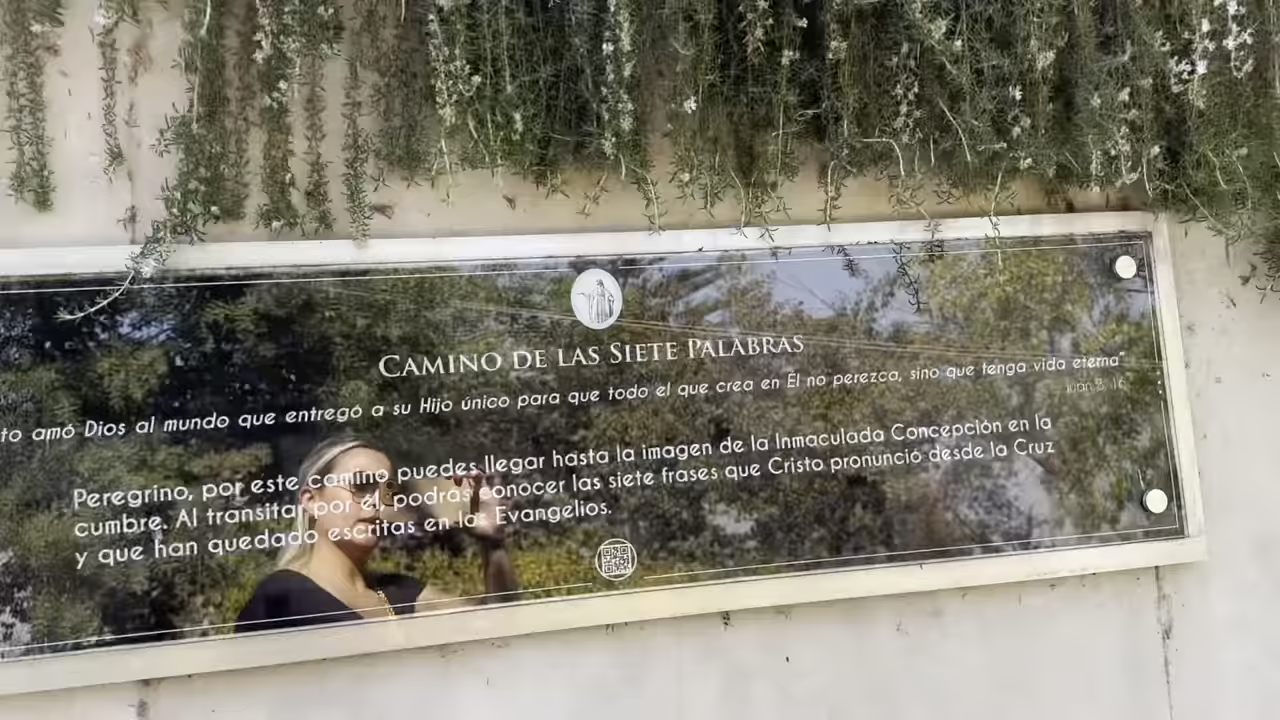 CAMINO DE LAS SIETE PALABRAS
to amó Dios al mundo que entregó a su Hijo único para que todo el que crea en Él no perezca, sino que tenga vida eterna"
Juan 3, 16
Peregrino, por este camino puedes llegar hasta la imagen de la Inmaculada Concepción en la
cumbre. Al transitar por él, podrás conocer las siete frases que Cristo pronunció desde la Cruz
y que han quedado escritas en los Evangelios.